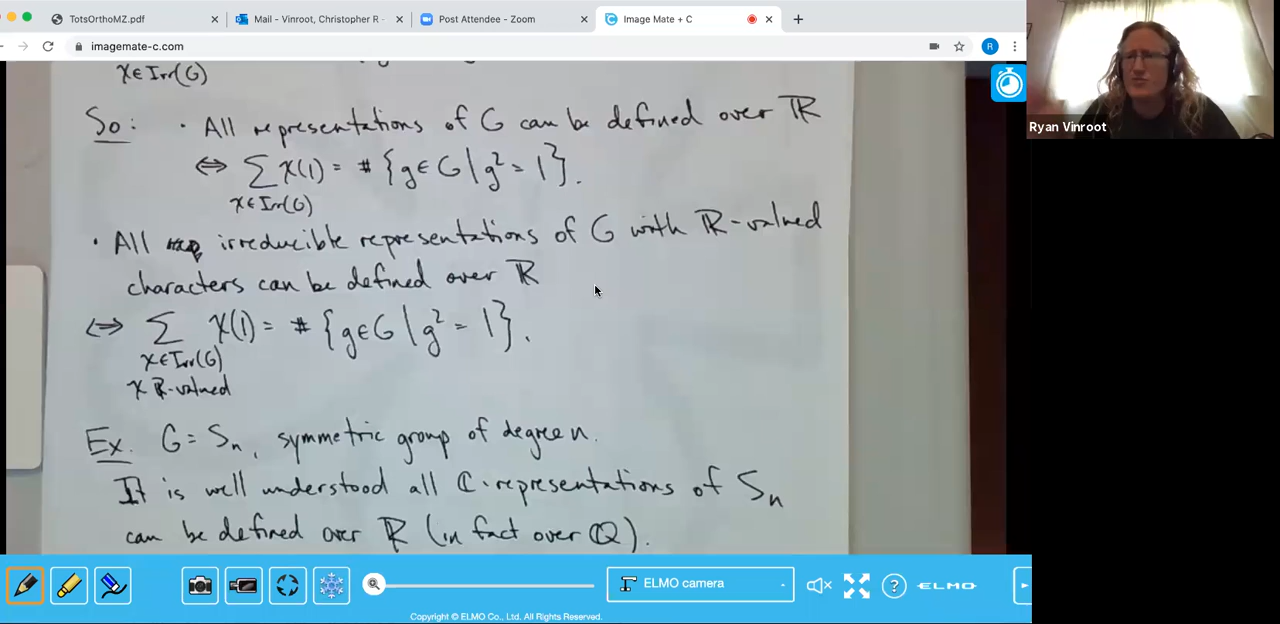 TotsOrthoMZ.pdf
Mail - Vinroot, Christopher R -
Post Attendee - Zoom
Image Mate + C
imagemate-c.com
R
χ∈Irr(G)
So: · All representations of G can be defined over ℝ
⇔ ∑ χ(1) = # {g∈G | g² = 1}.
χ∈Irr(G)
· All irreducible representations of G with ℝ-valued
characters can be defined over ℝ
⇔ ∑ χ(1) = # {g∈G | g² = 1}.
χ∈Irr(G)
χ ℝ-valued
Ex. G = Sn, symmetric group of degree n.
It is well understood all ℂ-representations of Sn
can be defined over ℝ (in fact over ℚ).
Ryan Vinroot
ELMO camera
ELMO
Copyright © ELMO Co., Ltd. All Rights Reserved.